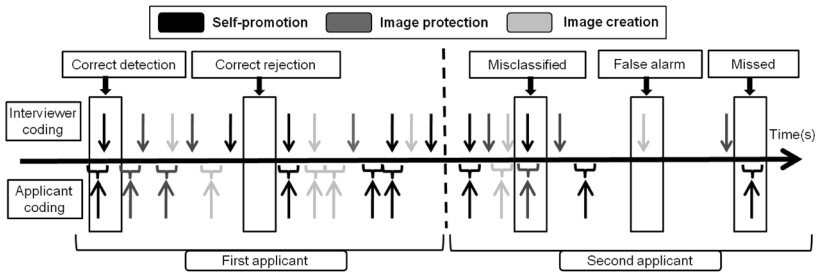 Self-promotion Image protection Image creation
Correct detection Correct rejection Misclassified False alarm Missed
Interviewer
coding
Time(s)
Applicant
coding
First applicant Second applicant